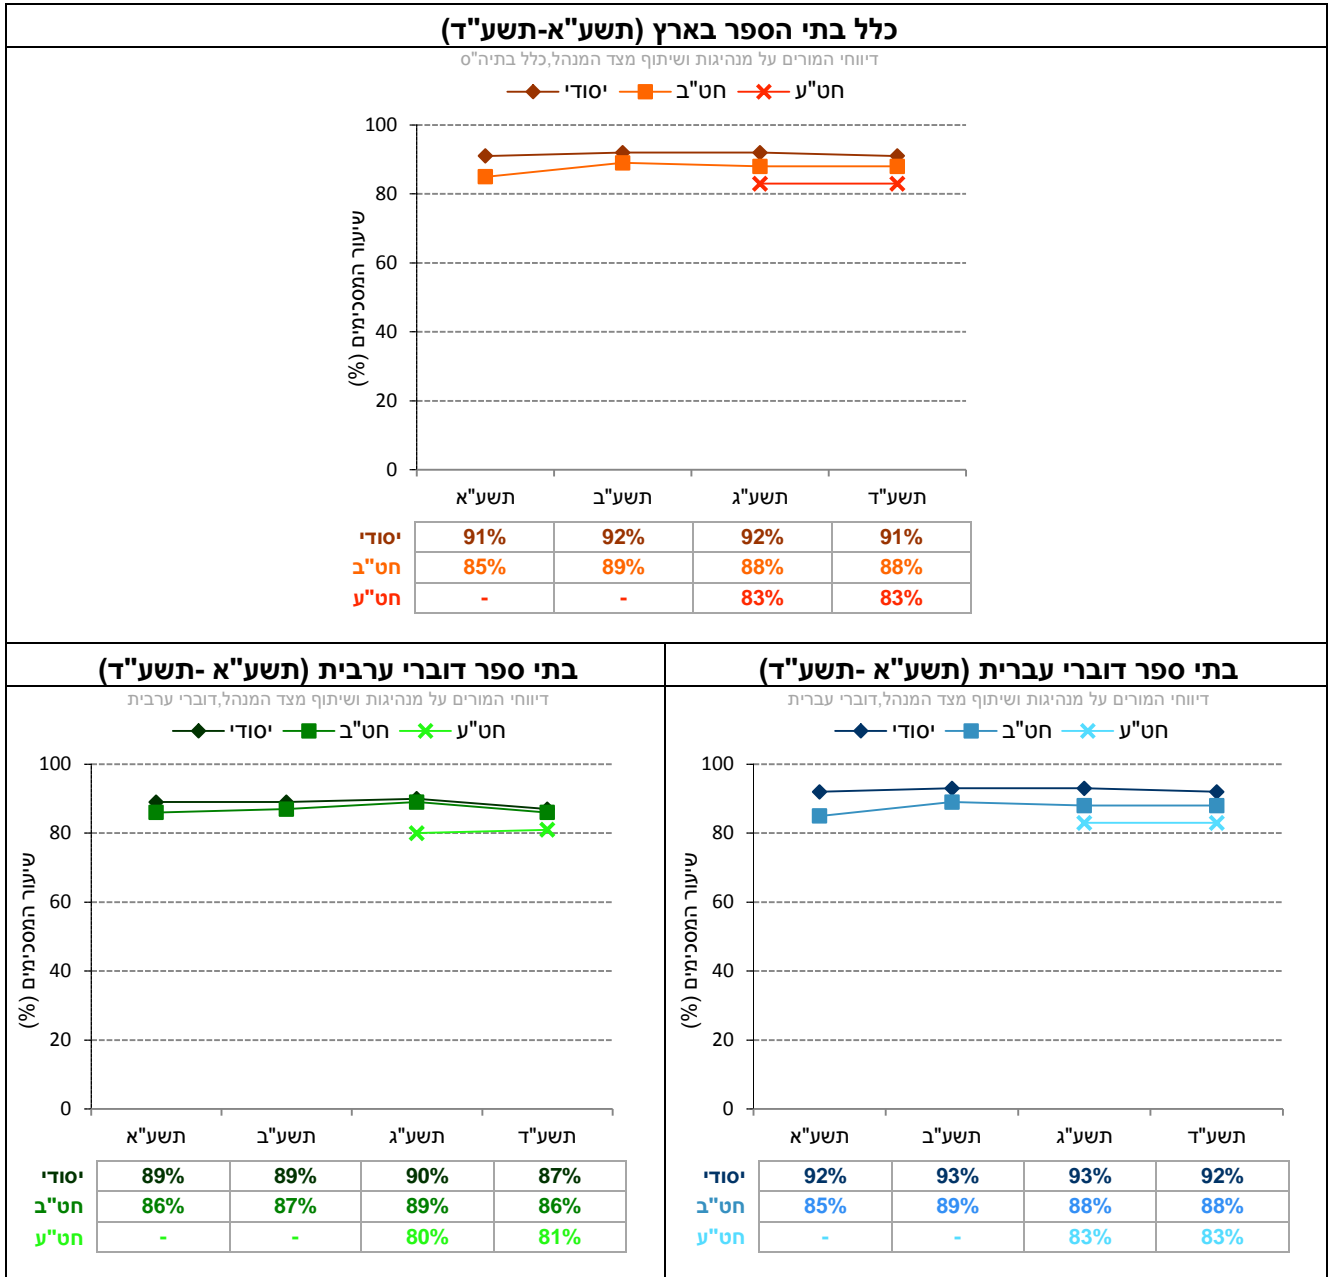 כלל בתי הספר בארץ (תשע"א-תשע"ד)
דיווחי המורים על מנהיגות ושיתוף מצד המנהל,כלל בתיה"ס
יסודי חט"ב חט"ע
שיעור המסכימים (%)
100
80
60
40
20
0
תשע"א תשע"ב תשע"ג תשע"ד
יסודי 91% 92% 92% 91%
חט"ב 85% 89% 88% 88%
חט"ע - - 83% 83%
בתי ספר דוברי עברית (תשע"א -תשע"ד)
דיווחי המורים על מנהיגות ושיתוף מצד המנהל,דוברי עברית
יסודי חט"ב חט"ע
שיעור המסכימים (%)
100
80
60
40
20
0
תשע"א תשע"ב תשע"ג תשע"ד
יסודי 92% 93% 93% 92%
חט"ב 85% 89% 88% 88%
חט"ע - - 83% 83%
בתי ספר דוברי ערבית (תשע"א -תשע"ד)
דיווחי המורים על מנהיגות ושיתוף מצד המנהל,דוברי ערבית
יסודי חט"ב חט"ע
שיעור המסכימים (%)
100
80
60
40
20
0
תשע"א תשע"ב תשע"ג תשע"ד
יסודי 89% 89% 90% 87%
חט"ב 86% 87% 89% 86%
חט"ע - - 80% 81%